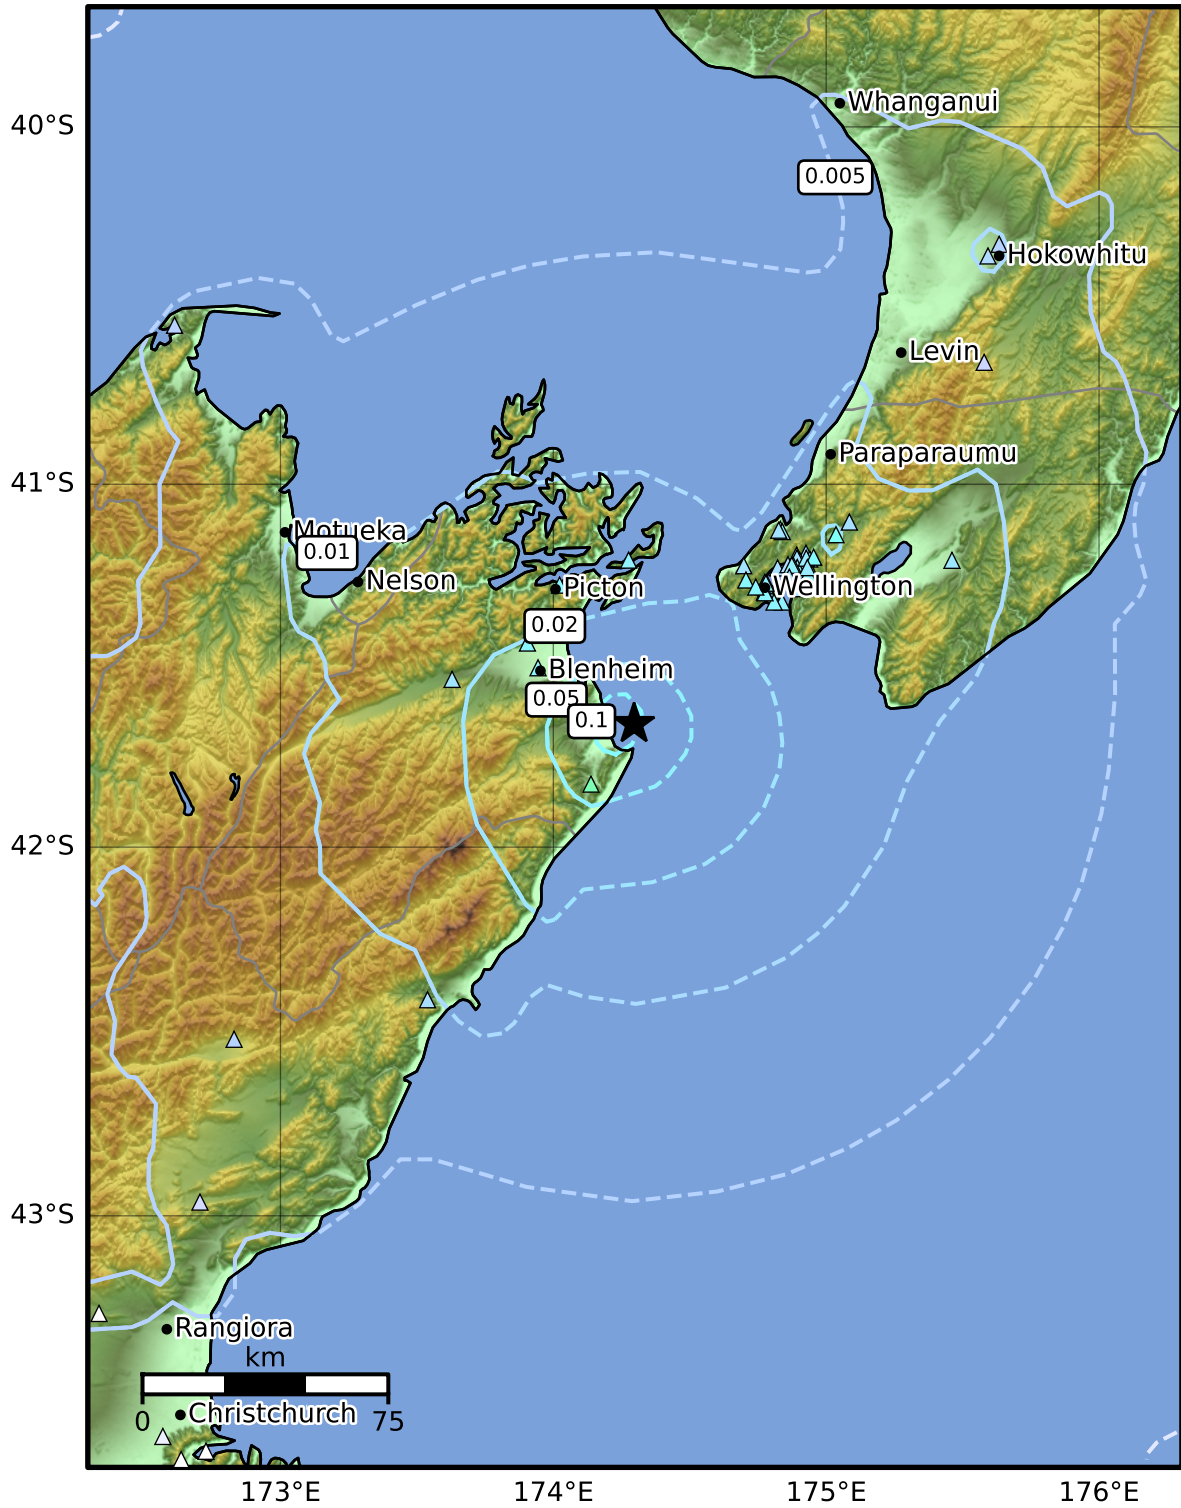 Whanganui
40°S
0.005
Hokowhitu
Levin
Paraparaumu
41°S
Motueka
0.01
Nelson
Picton
Wellington
0.02
Blenheim
0.05
0.1
42°S
43°S
Rangiora
km
0
75
Christchurch
173°E
174°E
175°E
176°E